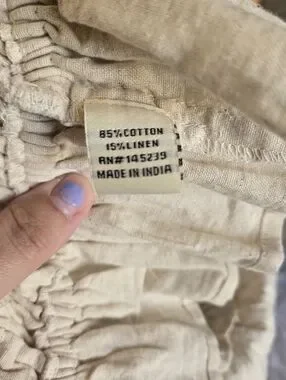 85%COTTON
15%LINEN
RN#145239
MADE IN INDIA